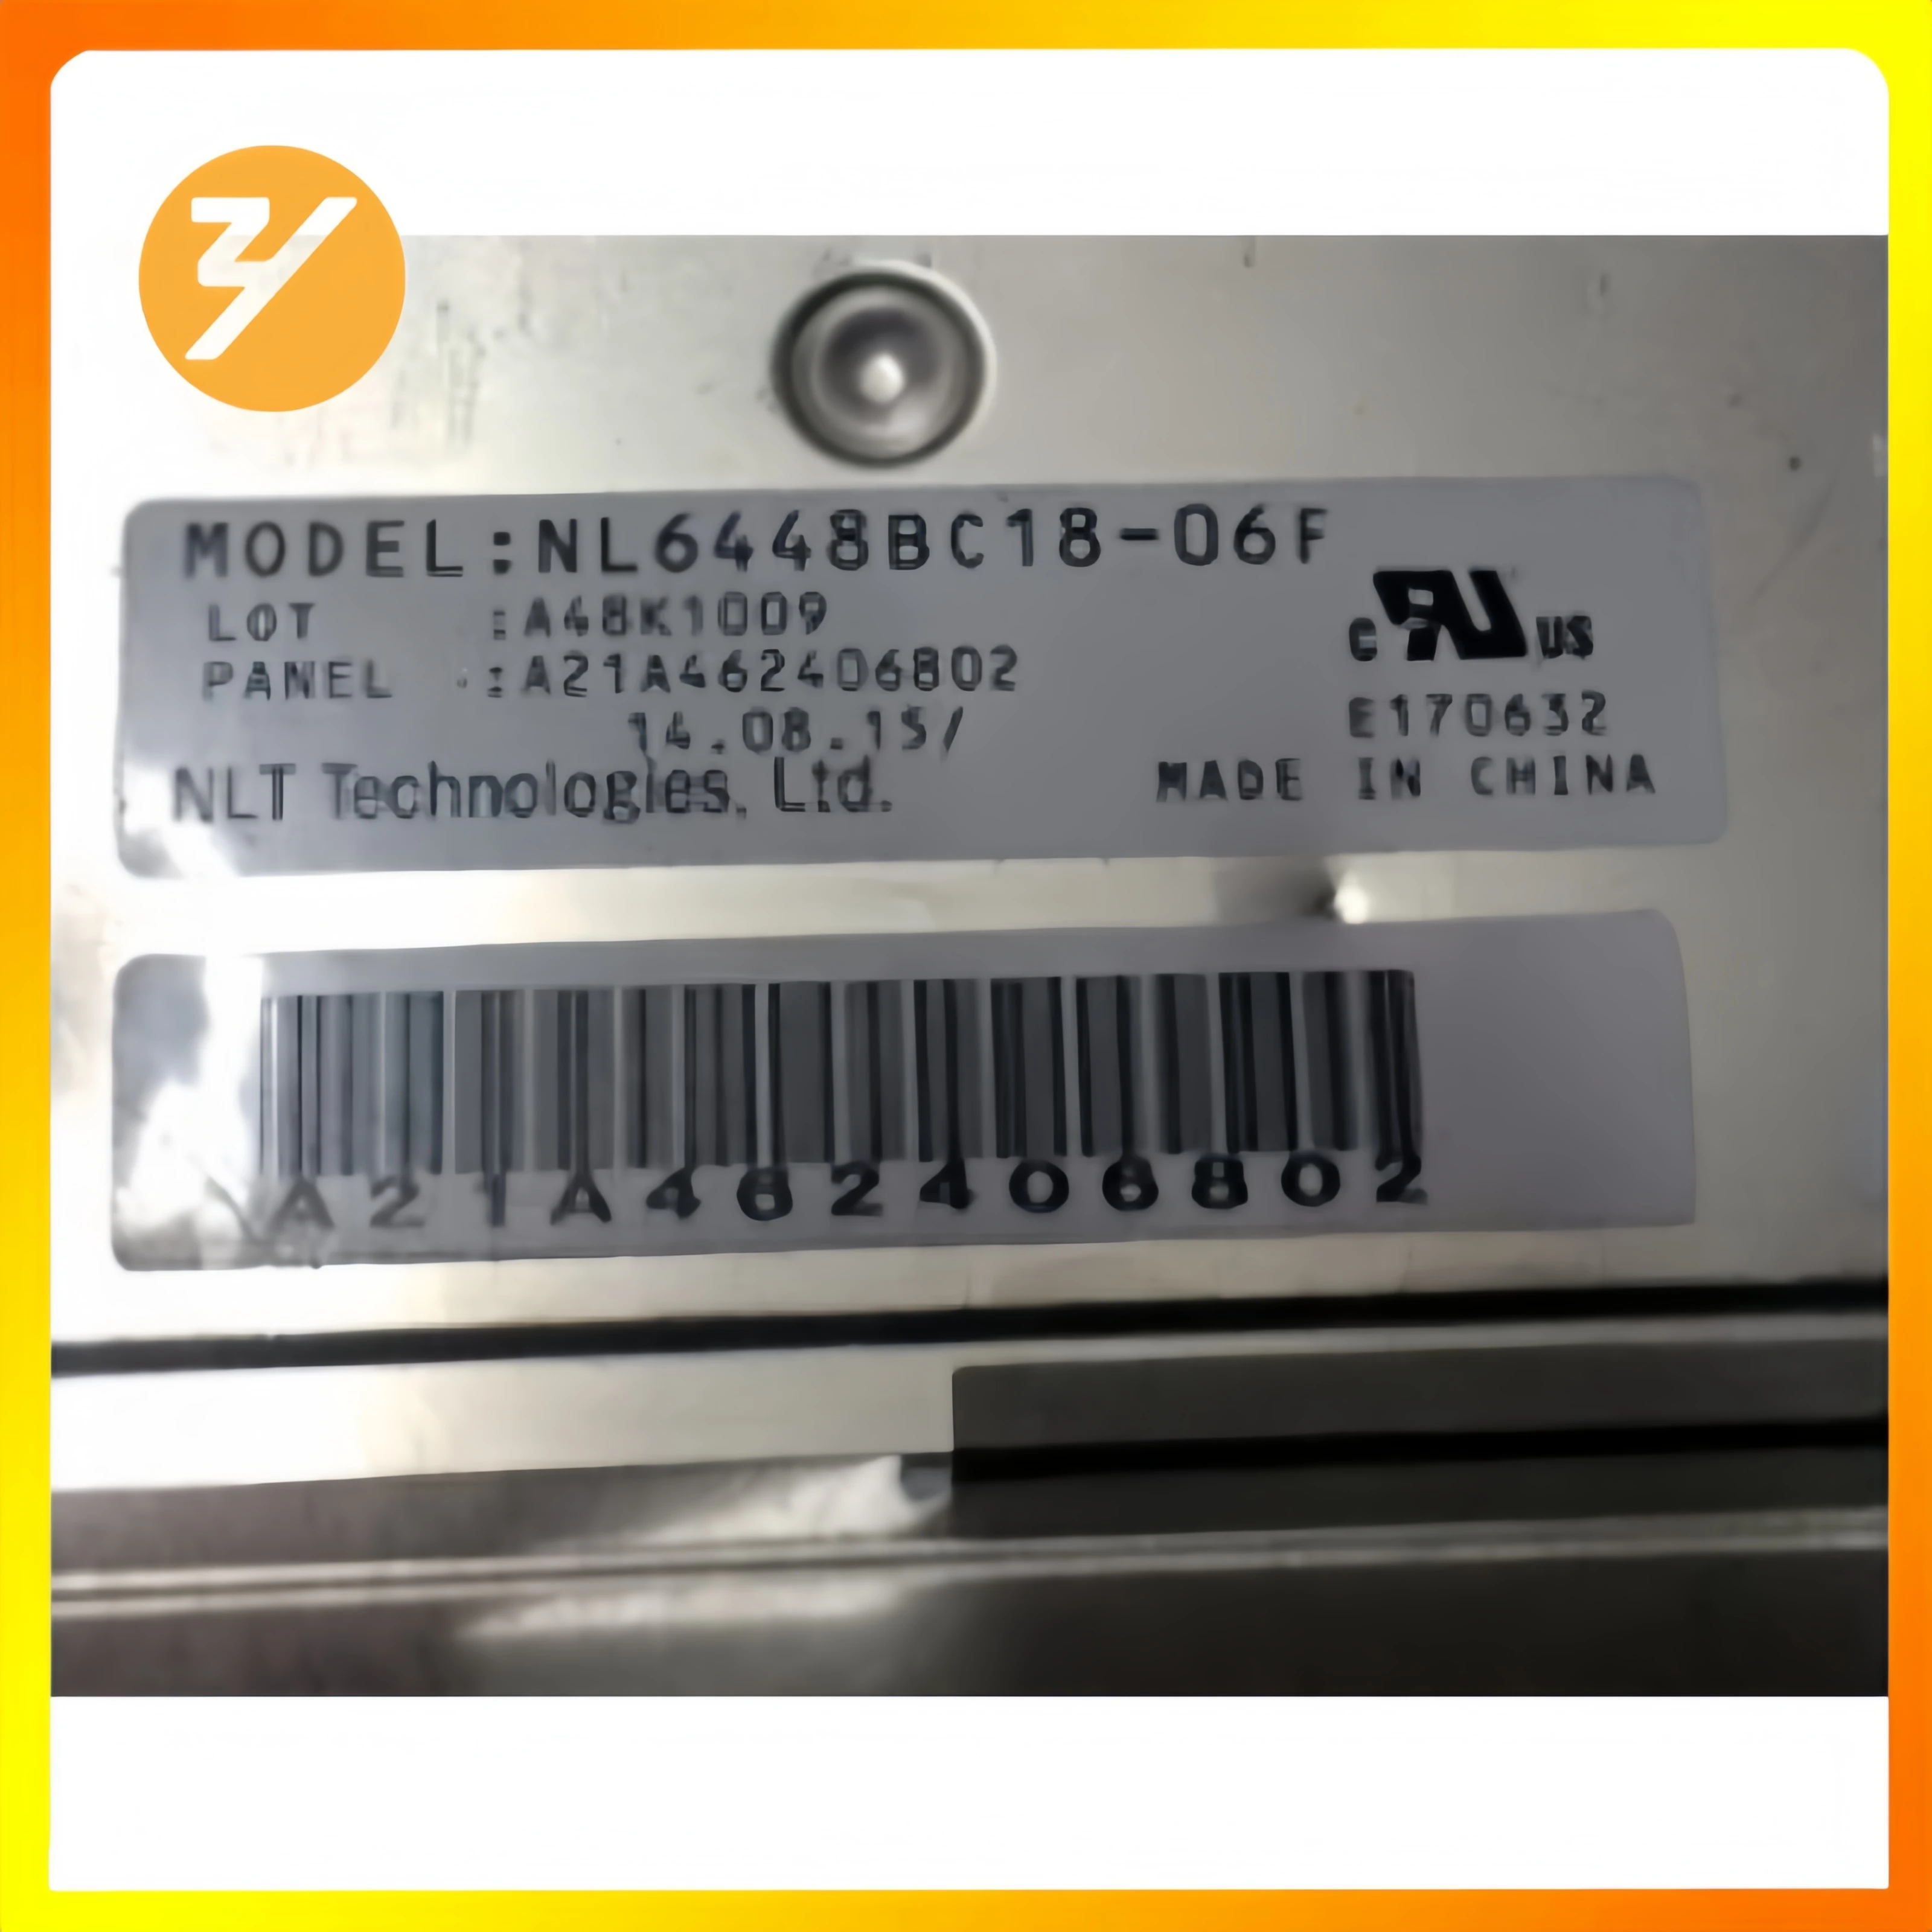 MODEL:NL6448BC18-06F
LOT :A48K1009
PANEL :A21A462406802
14.08.15/
NLT Technologies, Ltd.
c RU US
E170632
MADE IN CHINA
A21A462406802